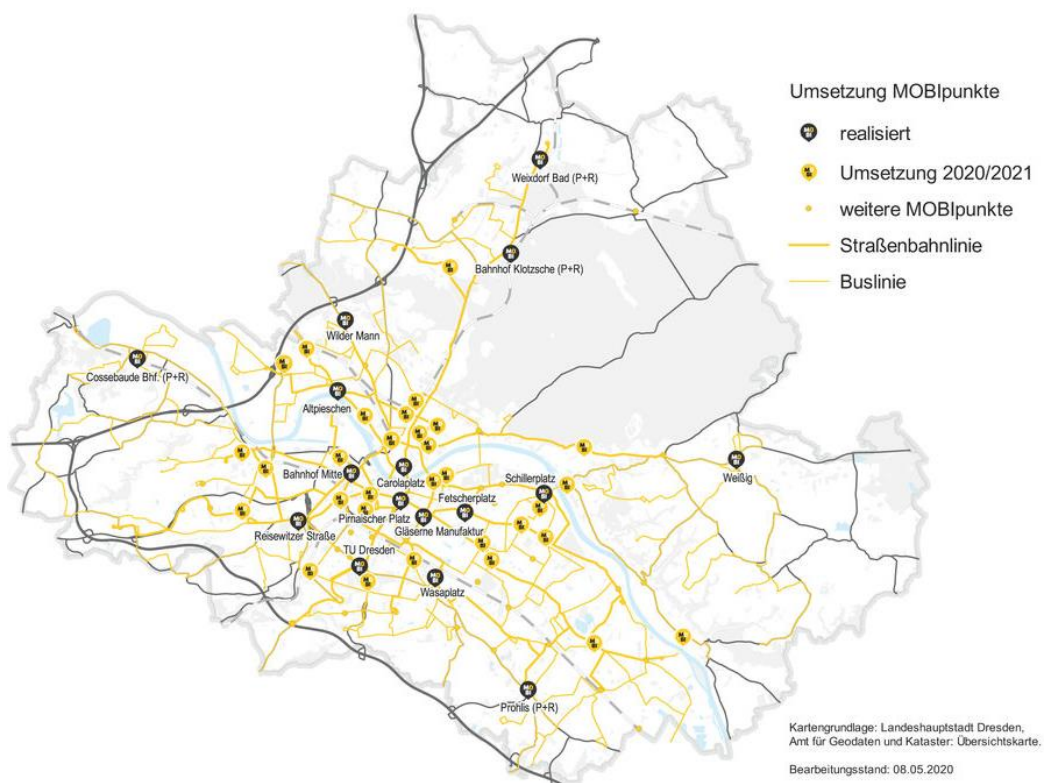 Umsetzung MOBIpunkte
realisiert
Umsetzung 2020/2021
weitere MOBIpunkte
Straßenbahnlinie
Buslinie
Weixdorf Bad (P+R)
Bahnhof Klotzsche (P+R)
Wilder Mann
Cossebaude Bhf. (P+R)
Altpieschen
Bahnhof Mitte
Carolaplatz
Schillerplatz
Weißig
Fetscherplatz
Pirnaischer Platz
Gläserne Manufaktur
Reisewitzer Straße
TU Dresden
Wasaplatz
Prohlis (P+R)
Kartengrundlage: Landeshauptstadt Dresden,
Amt für Geodaten und Kataster: Übersichtskarte.
Bearbeitungsstand: 08.05.2020